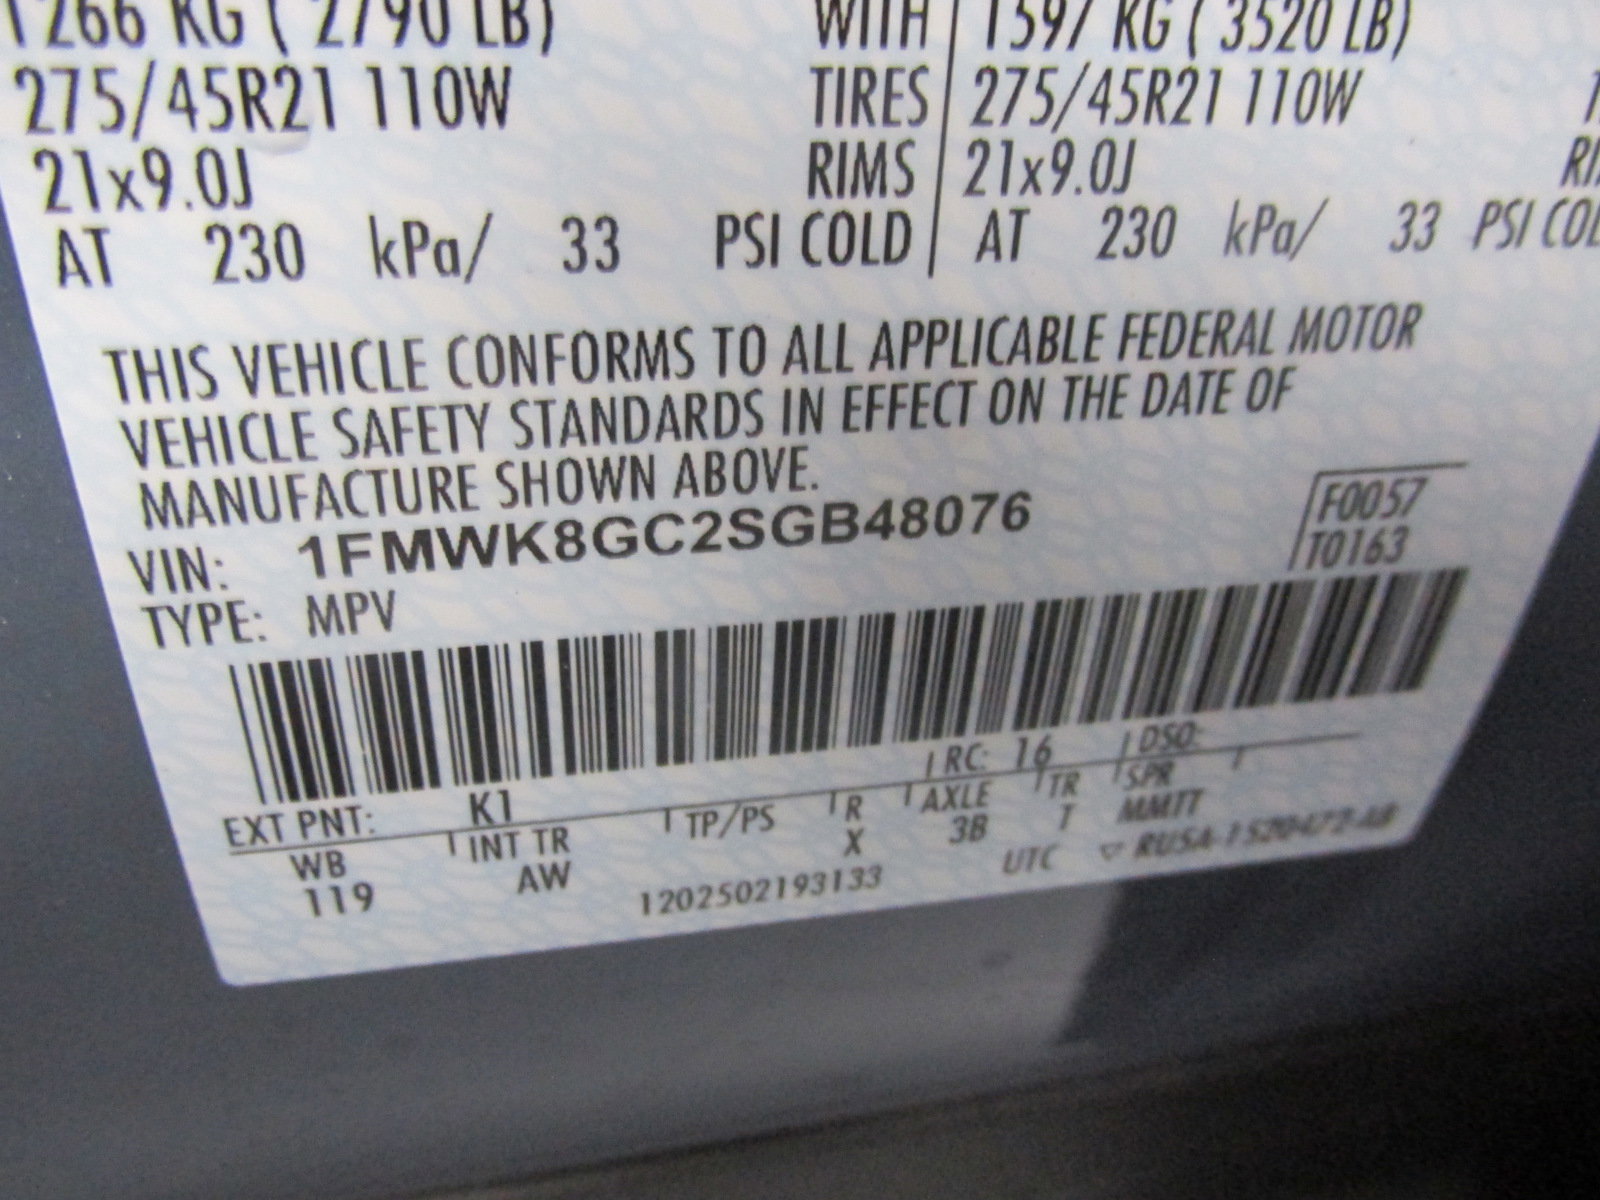 1266 KG ( 2790 LB) WITH 1597 KG ( 3520 LB)
275/45R21 110W TIRES 275/45R21 110W
21x9.0J RIMS 21x9.0J
AT 230 kPa/ 33 PSI COLD AT 230 kPa/ 33 PSI
THIS VEHICLE CONFORMS TO ALL APPLICABLE FEDERAL MOTOR
VEHICLE SAFETY STANDARDS IN EFFECT ON THE DATE OF
MANUFACTURE SHOWN ABOVE.
VIN: 1FMWK8GC2SGB48076 F0057
TYPE: MPV T0163
EXT PNT: K1 RC: 16 DSO:
WB INT TR TP/PS R AXLE TR SPR
119 AW X 3B T MMTT
1202502193133 UTC